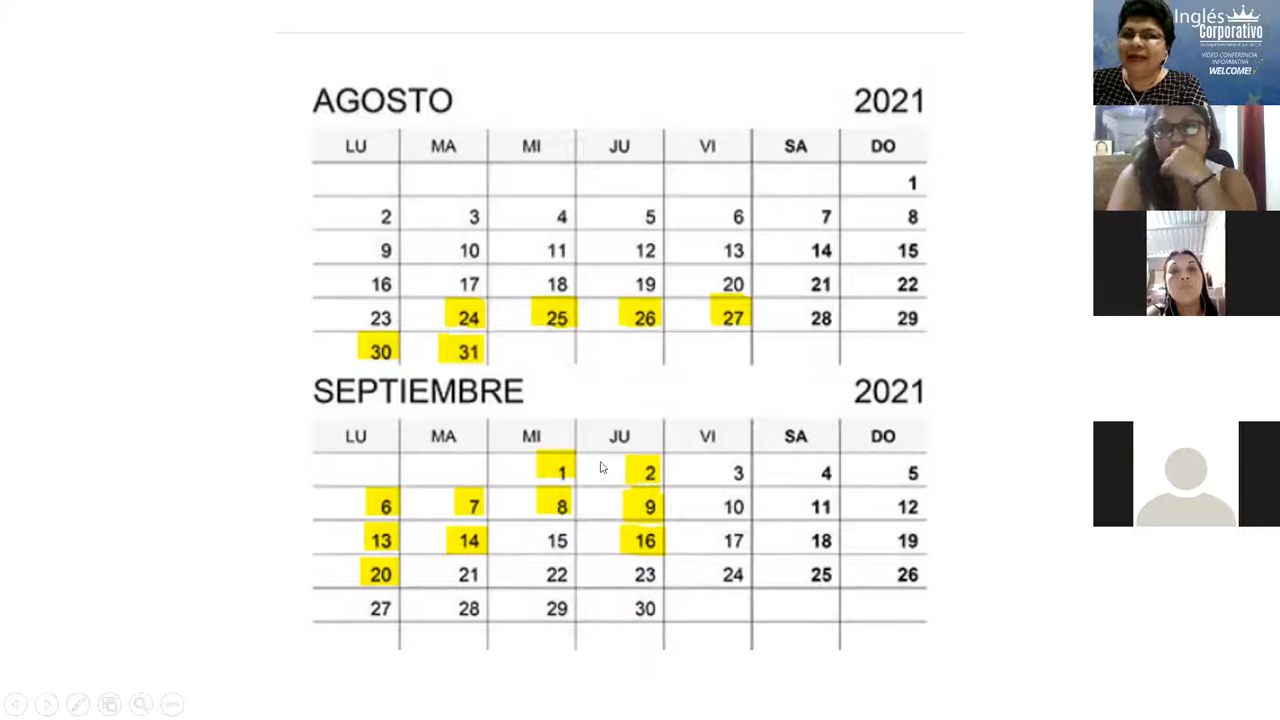 AGOSTO 2021
LU MA MI JU VI SA DO
1
2 3 4 5 6 7 8
9 10 11 12 13 14 15
16 17 18 19 20 21 22
23 24 25 26 27 28 29
30 31
SEPTIEMBRE 2021
LU MA MI JU VI SA DO
1 2 3 4 5
6 7 8 9 10 11 12
13 14 15 16 17 18 19
20 21 22 23 24 25 26
27 28 29 30
Inglés
Corporativo
VÍDEO CONFERENCIA
INFORMATIVA
WELCOME!